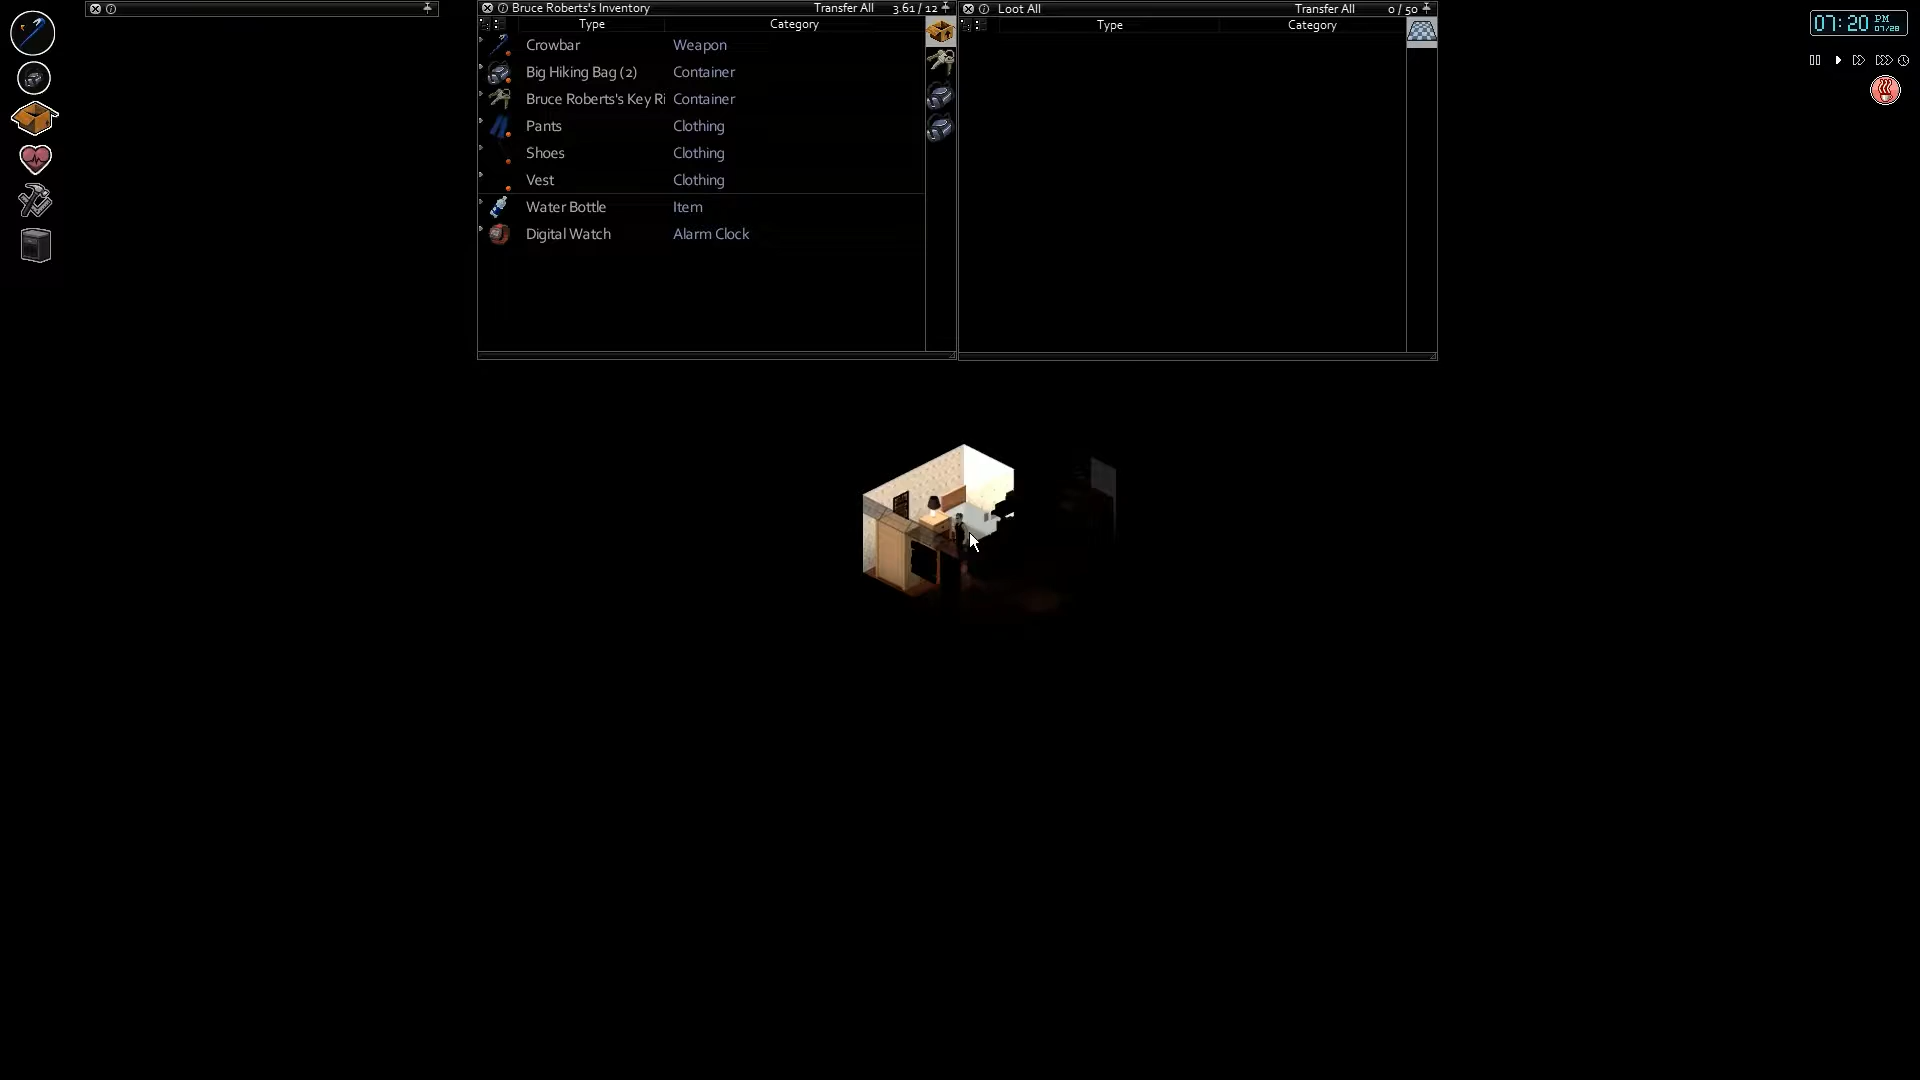 Bruce Roberts's Inventory Transfer All 3.61 / 12
Type Category
Crowbar Weapon
Big Hiking Bag (2) Container
Bruce Roberts's Key Ri Container
Pants Clothing
Shoes Clothing
Vest Clothing
Water Bottle Item
Digital Watch Alarm Clock
Loot All Transfer All 0 / 50
Type Category
07:20 PM
07/28